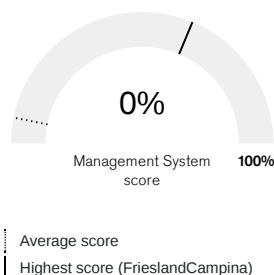 0%
Management System 100%
score
Average score
Highest score (FrieslandCampina)